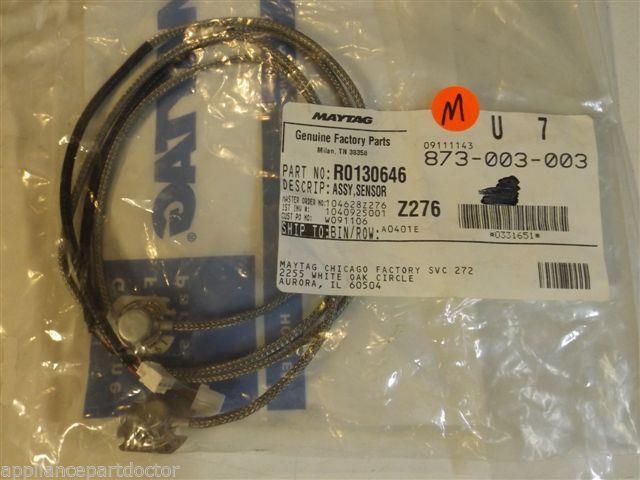 MAYTAG
Genuine Factory Parts
Milan, TN 38358
PART NO: R0130646
DESCRIP: ASSY,SENSOR
MASTER ORDER NO: 104628Z276
1ST INV #: 1040925001
CUST PO NO: W091106
Z276
SHIP TO: BIN/ROW: A0401E
MAYTAG CHICAGO FACTORY SVC 272
2255 WHITE OAK CIRCLE
AURORA, IL 60504
M
U 7
09111143
873-003-003
*0331651*
MAYTAG
© appliancepartdoctor